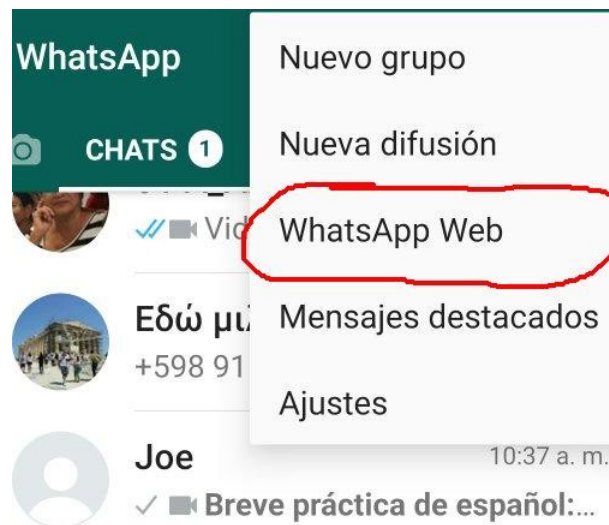 WhatsApp
CHATS 1
Nuevo grupo
Nueva difusión
WhatsApp Web
Mensajes destacados
Ajustes
Vid
Εδώ μιλ
+598 91
Joe 10:37 a. m.
Breve práctica de español:...